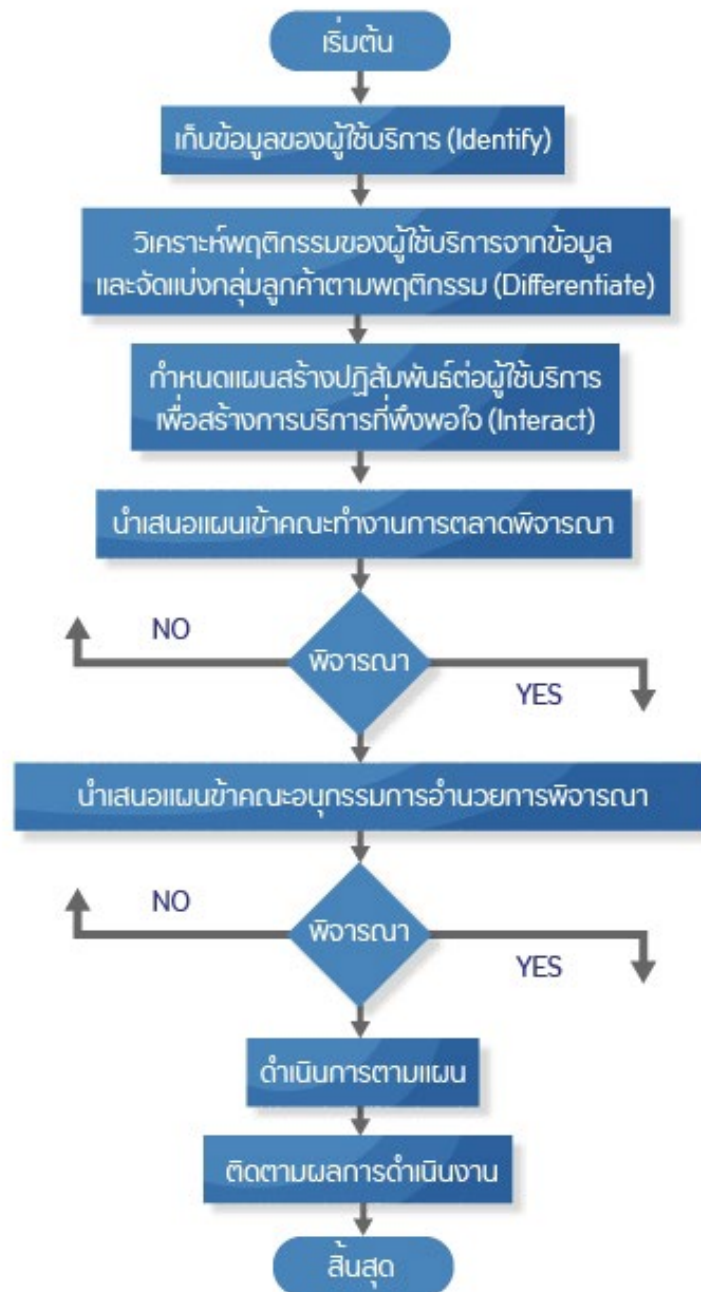 เริ่มต้น
เก็บข้อมูลของผู้ใช้บริการ (Identify)
วิเคราะห์พฤติกรรมของผู้ใช้บริการจากข้อมูล
และจัดแบ่งกลุ่มลูกค้าตามพฤติกรรม (Differentiate)
กำหนดแผนสร้างปฏิสัมพันธ์ต่อผู้ใช้บริการ
เพื่อสร้างการบริการที่พึงพอใจ (Interact)
นำเสนอแผนเข้าคณะทำงานการตลาดพิจารณา
NO
พิจารณา
YES
นำเสนอแผนข้าคณะอนุกรรมการอำนวยการพิจารณา
NO
พิจารณา
YES
ดำเนินการตามแผน
ติดตามผลการดำเนินงาน
สิ้นสุด